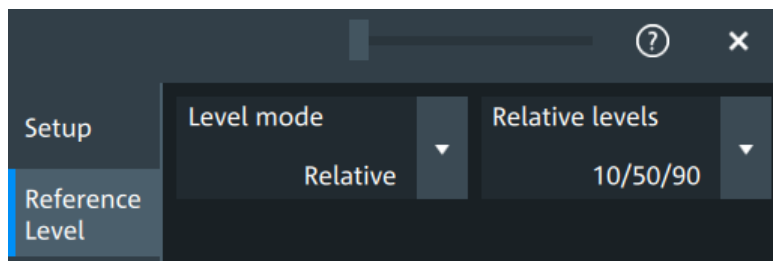 ?
Setup
Level mode
Relative
Relative levels
10/50/90
Reference
Level